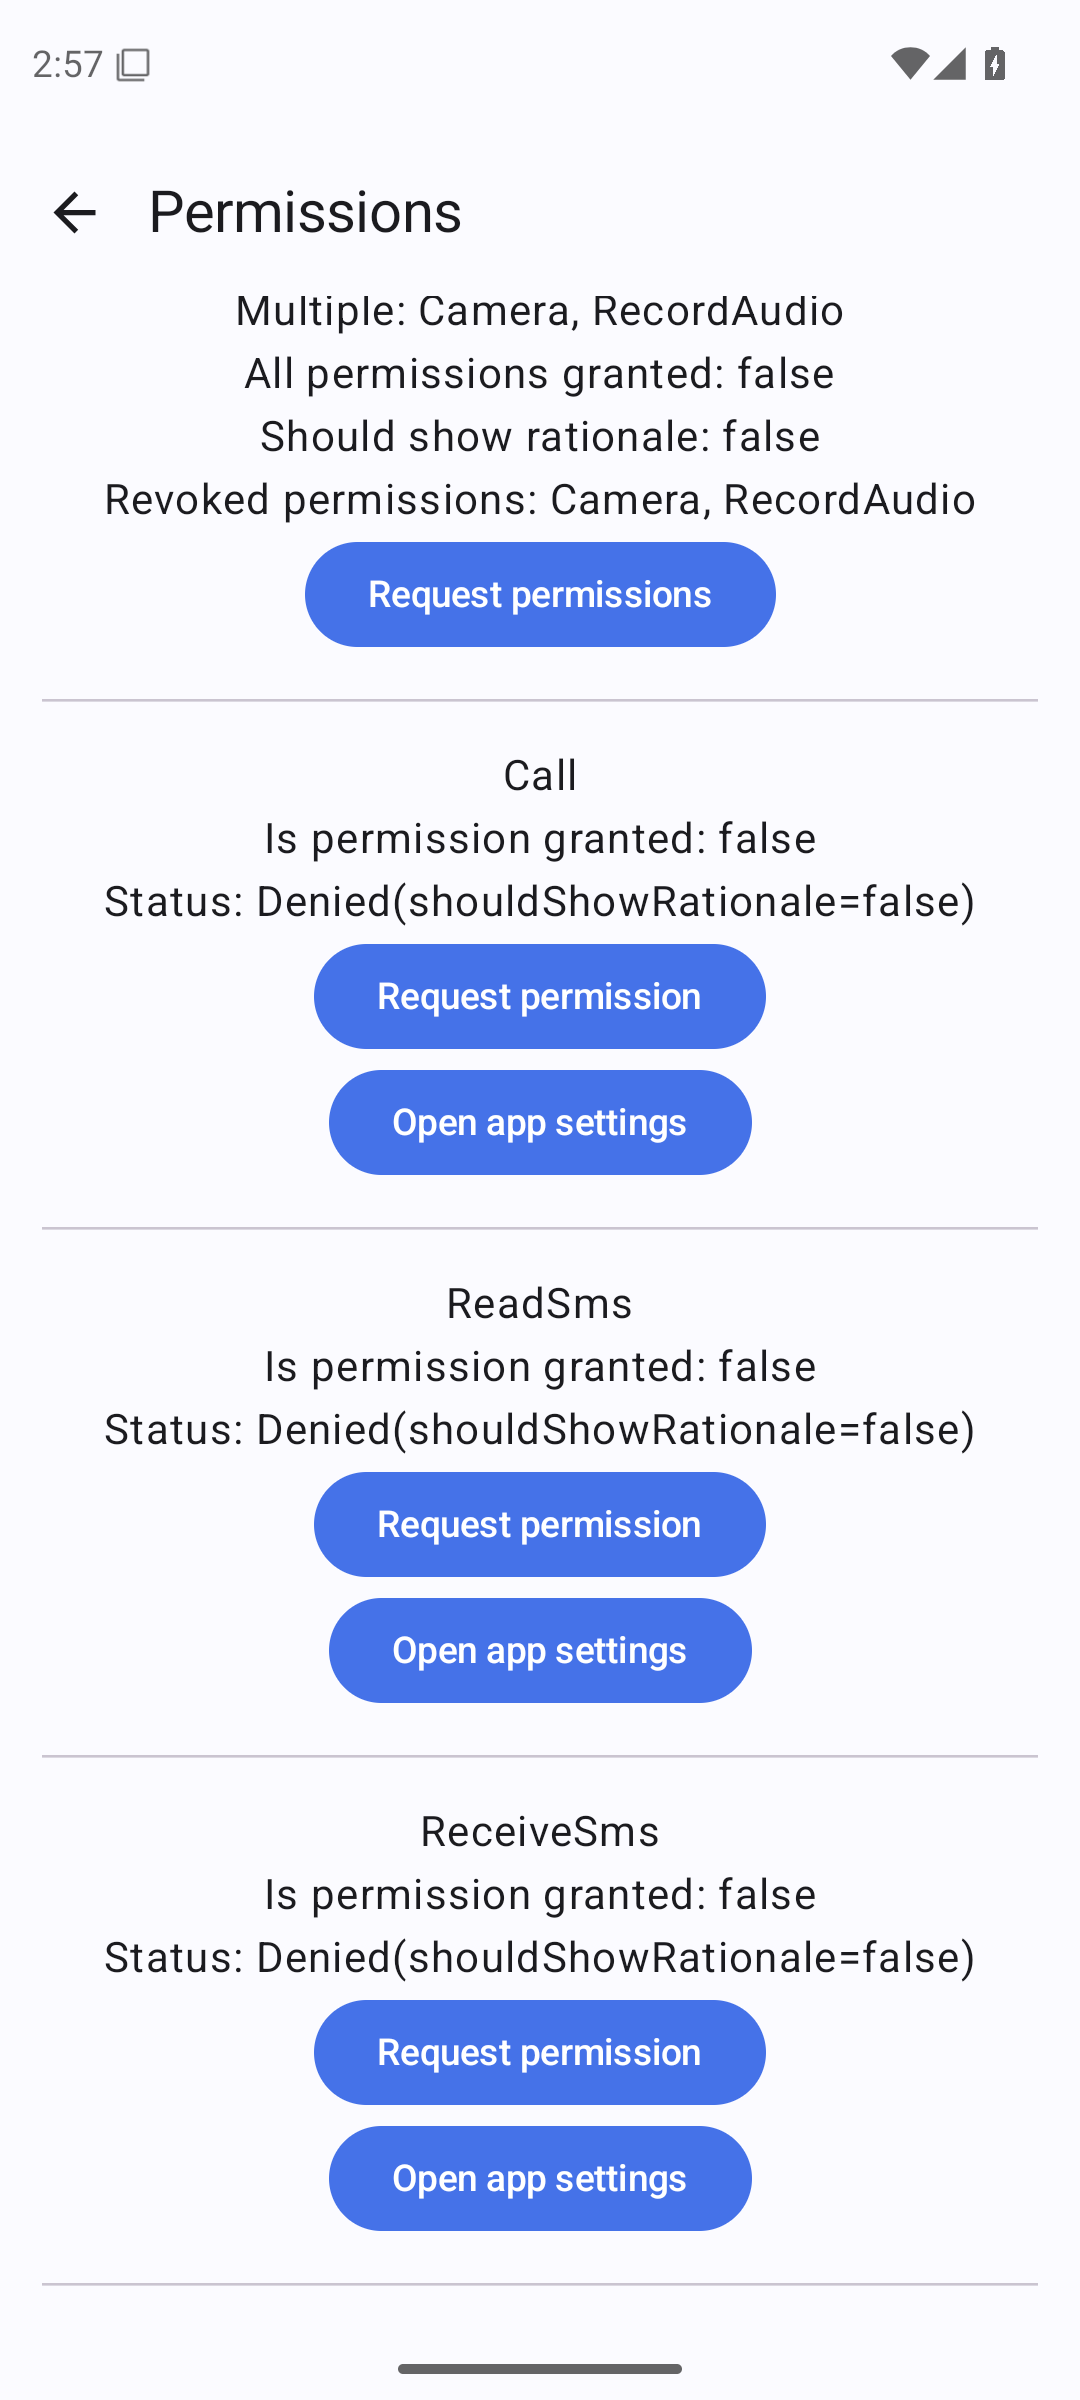 2:57
Permissions
Multiple: Camera, RecordAudio
All permissions granted: false
Should show rationale: false
Revoked permissions: Camera, RecordAudio
Request permissions
Call
Is permission granted: false
Status: Denied(shouldShowRationale=false)
Request permission
Open app settings
ReadSms
Is permission granted: false
Status: Denied(shouldShowRationale=false)
Request permission
Open app settings
ReceiveSms
Is permission granted: false
Status: Denied(shouldShowRationale=false)
Request permission
Open app settings